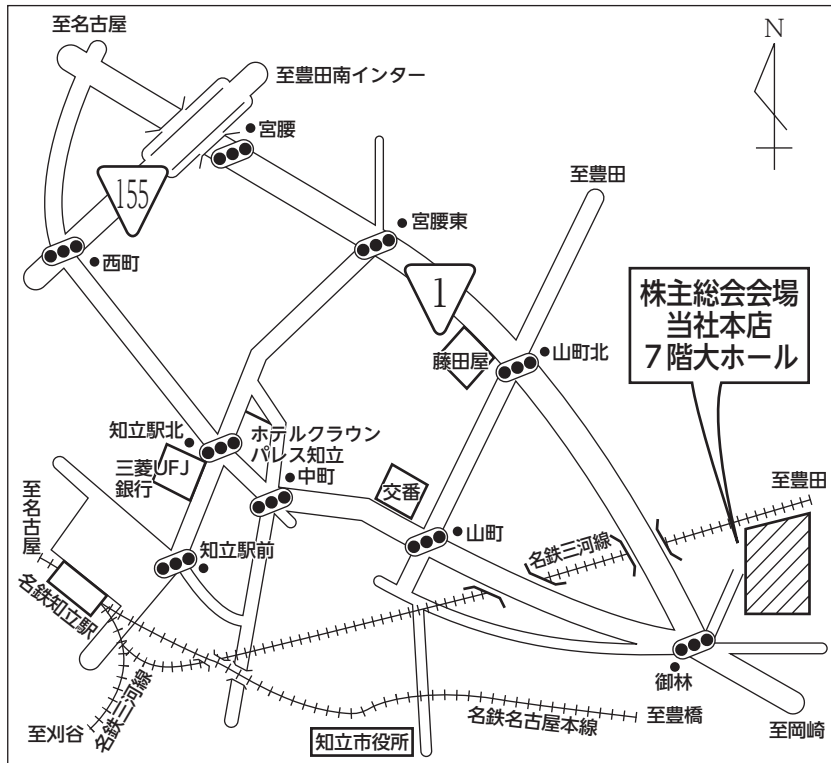 至名古屋
至豊田南インター
N
宮腰
155
西町
宮腰東
至豊田
1
藤田屋
山町北
株主総会会場
当社本店
7階大ホール
知立駅北
三菱UFJ
銀行
ホテルクラウン
パレス知立
中町
交番
山町
至豊田
至名古屋
名鉄知立駅
知立駅前
名鉄三河線
御林
至刈谷
名鉄三河線
知立市役所
名鉄名古屋本線
至豊橋
至岡崎